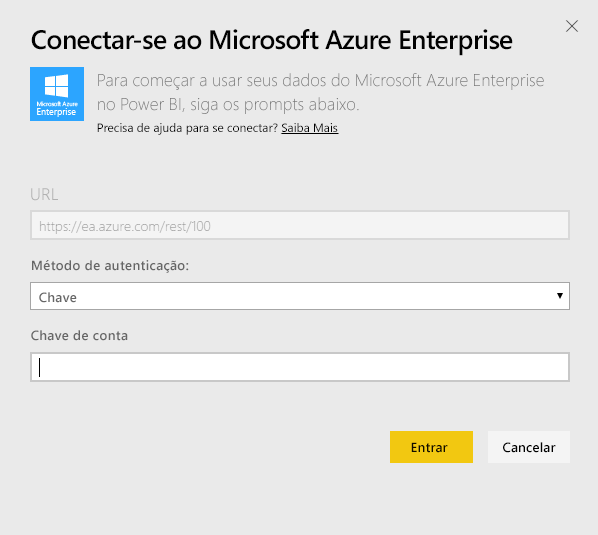 Conectar-se ao Microsoft Azure Enterprise
Microsoft Azure
Enterprise
Para começar a usar seus dados do Microsoft Azure Enterprise
no Power BI, siga os prompts abaixo.
Precisa de ajuda para se conectar? Saiba Mais
URL
https://ea.azure.com/rest/100
Método de autenticação:
Chave
Chave de conta
Entrar Cancelar